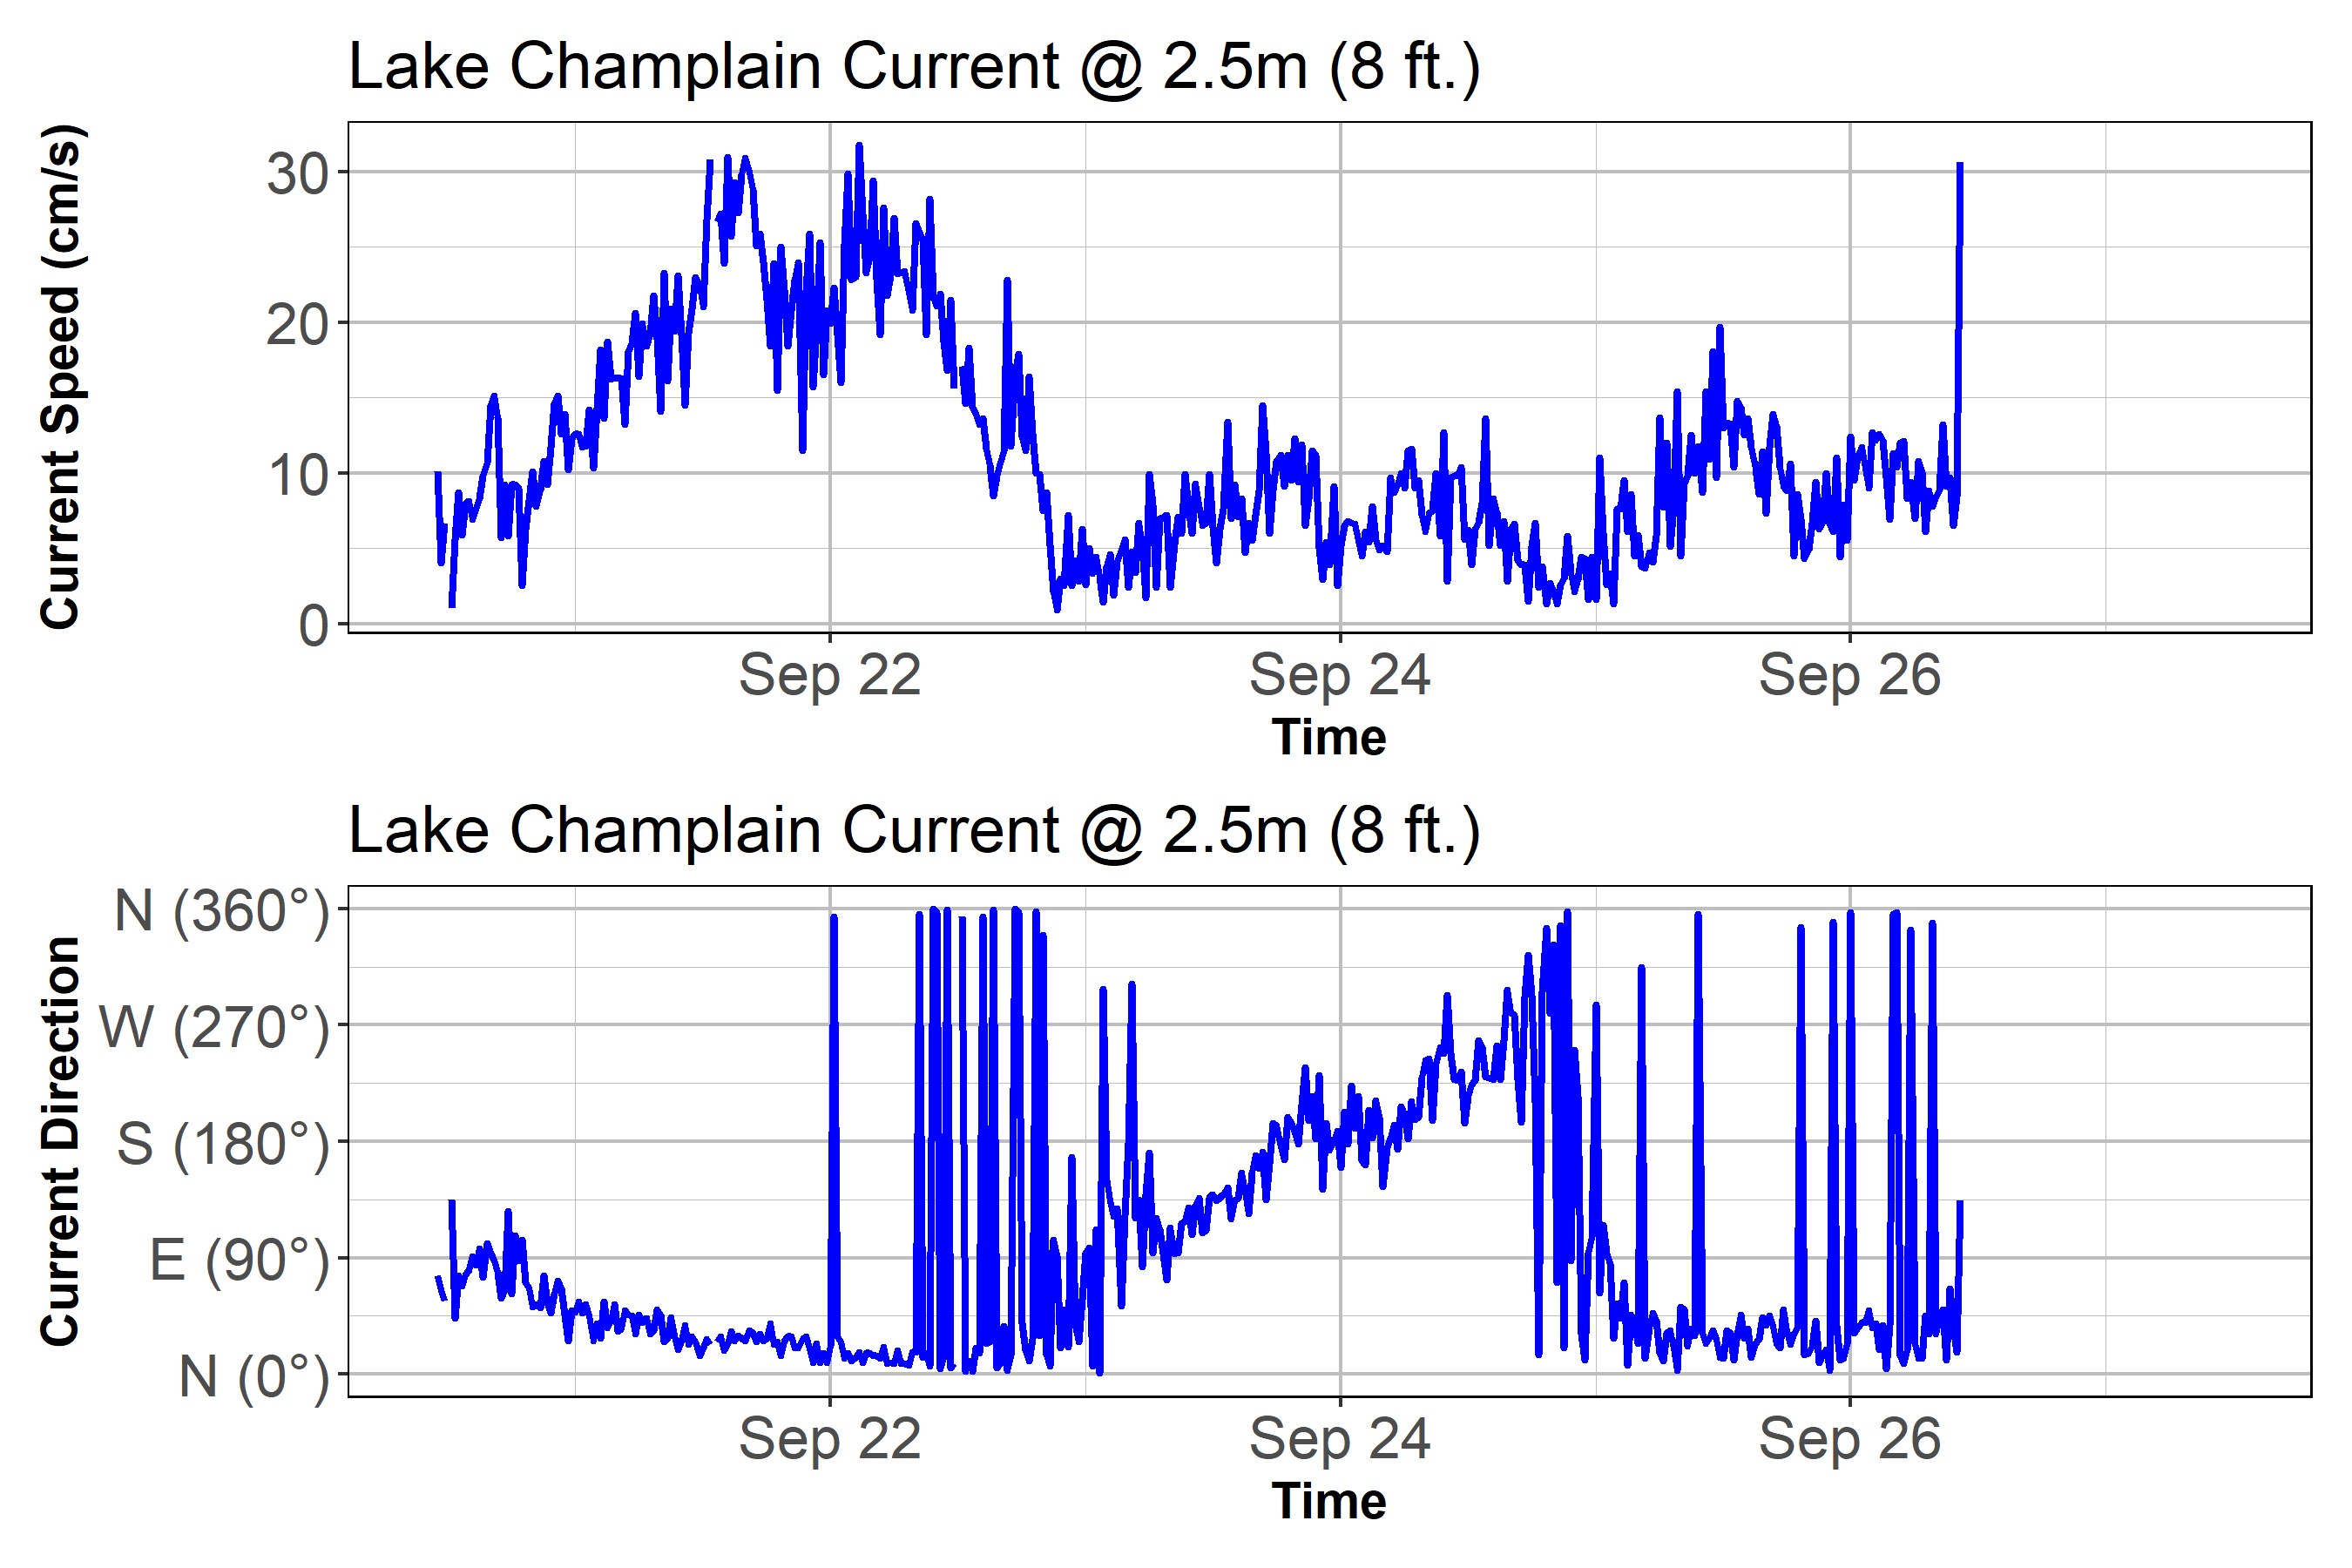 Lake Champlain Current @ 2.5m (8 ft.)
Current Speed (cm/s)
30
20
10
0
Sep 22 Sep 24 Sep 26
Time
Lake Champlain Current @ 2.5m (8 ft.)
Current Direction
N (360°)
W (270°)
S (180°)
E (90°)
N (0°)
Sep 22 Sep 24 Sep 26
Time